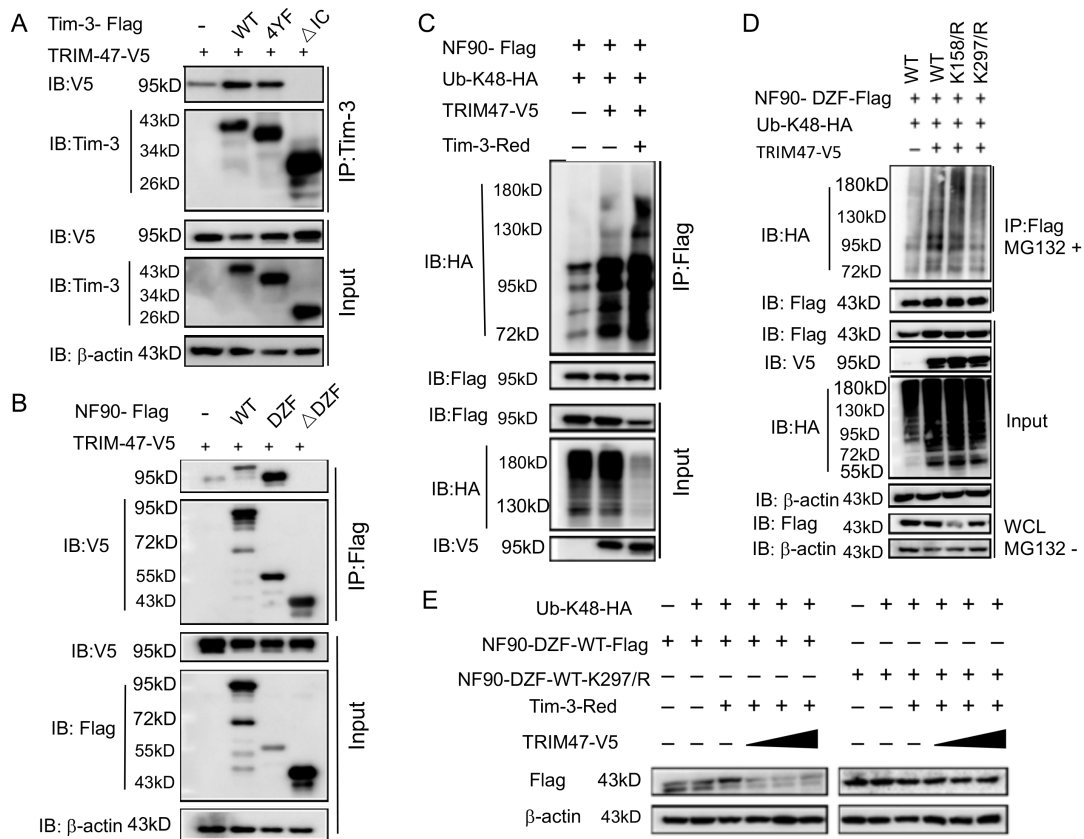 A
Tim-3- Flag - WT 4YF △IC
TRIM-47-V5 + + + +
IB:V5 95kD
IB:Tim-3 43kD
34kD
26kD
IP:Tim-3
IB:V5 95kD
IB:Tim-3 43kD
34kD
26kD
Input
IB: β-actin 43kD
B
NF90- Flag - WT DZF △DZF
TRIM-47-V5 + + + +
95kD
IB:V5 95kD
72kD
55kD
43kD
IP:Flag
IB:V5 95kD
IB: Flag 95kD
72kD
55kD
43kD
Input
IB: β-actin 43kD
C
NF90- Flag + + +
Ub-K48-HA + + +
TRIM47-V5 – + +
Tim-3-Red – – +
IB:HA 180kD
130kD
95kD
72kD
IP:Flag
IB:Flag 95kD
IB:Flag 95kD
IB:HA 180kD
130kD
Input
IB:V5 95kD
D
WT WT K158/R K297/R
NF90- DZF-Flag + + + +
Ub-K48-HA + + + +
TRIM47-V5 – + + +
IB:HA 180kD
130kD
95kD
72kD
IP:Flag
MG132 +
IB: Flag 43kD
IB: Flag 43kD
IB: V5 95kD
IB:HA 180kD
130kD
95kD
72kD
55kD
Input
IB: β-actin 43kD
IB: Flag 43kD
WCL
IB: β-actin 43kD
MG132 -
E
Ub-K48-HA – + + + + + – + + + + +
NF90-DZF-WT-Flag + + + + + + – – – – – –
NF90-DZF-WT-K297/R – – – – – – + + + + + +
Tim-3-Red – – + + + + – – + + + +
TRIM47-V5 – – – – – –
Flag 43kD
β-actin 43kD